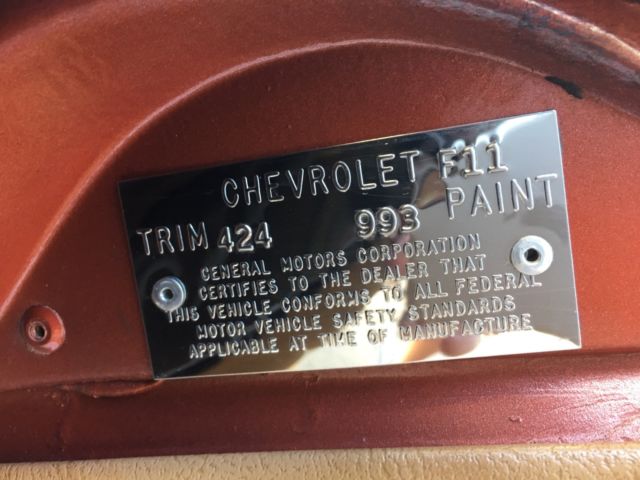 CHEVROLET F11
TRIM 424 993 PAINT
GENERAL MOTORS CORPORATION
CERTIFIES TO THE DEALER THAT
THIS VEHICLE CONFORMS TO ALL FEDERAL
MOTOR VEHICLE SAFETY STANDARDS
APPLICABLE AT TIME OF MANUFACTURE